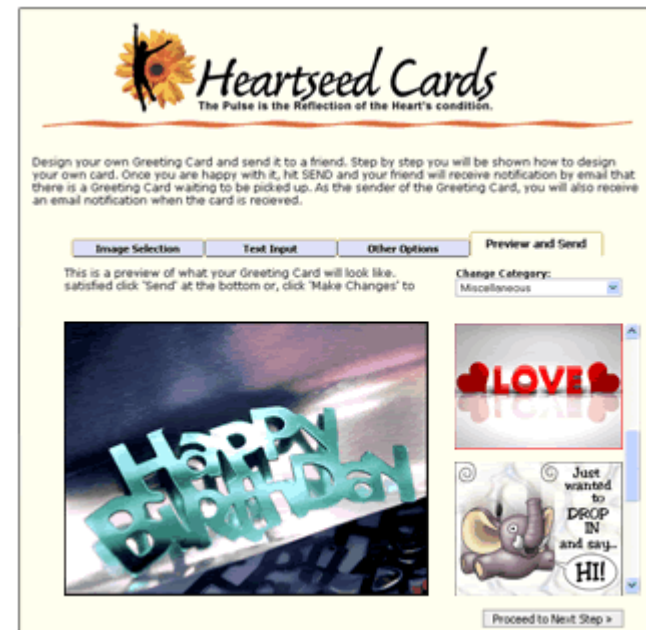 Heartseed Cards
The Pulse is the Reflection of the Heart's condition.
Design your own Greeting Card and send it to a friend. Step by step you will be shown how to design
your own card. Once you are happy with it, hit SEND and your friend will receive notification by email that
there is a Greeting Card waiting to be picked up. As the sender of the Greeting Card, you will also receive
an email notification when the card is recieved.
Image Selection
Text Input
Other Options
Preview and Send
This is a preview of what your Greeting Card will look like.
satisfied click 'Send' at the bottom or, click 'Make Changes' to
Change Category:
Miscellaneous
HAPPY
BIRTHDAY
LOVE
Just
wanted
to
DROP
IN
and say...
HI!
Proceed to Next Step »